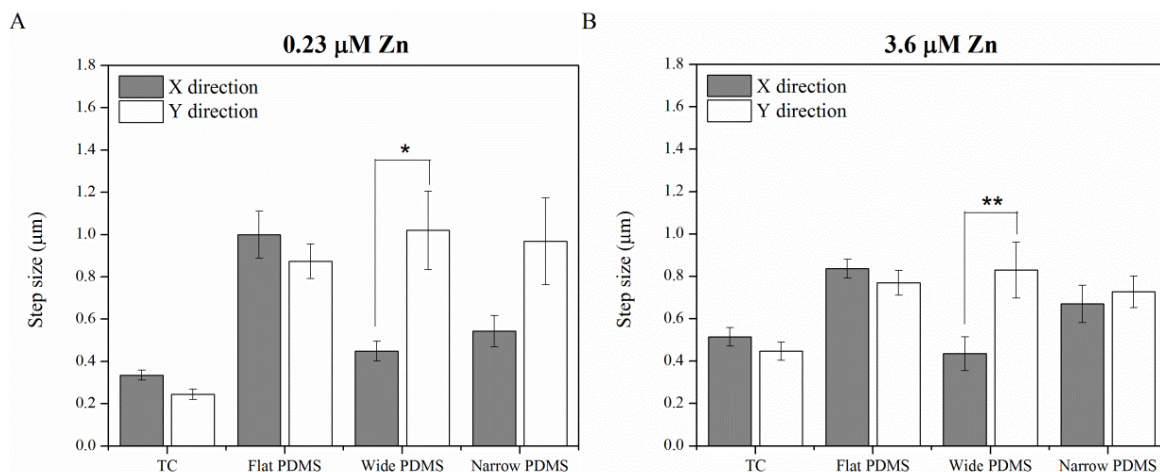 A
0.23 μM Zn
X direction
Y direction
*
Step size (μm)
1.8
1.6
1.4
1.2
1.0
0.8
0.6
0.4
0.2
0.0
TC
Flat PDMS
Wide PDMS
Narrow PDMS
B
3.6 μM Zn
X direction
Y direction
**
Step size (μm)
1.8
1.6
1.4
1.2
1.0
0.8
0.6
0.4
0.2
0.0
TC
Flat PDMS
Wide PDMS
Narrow PDMS